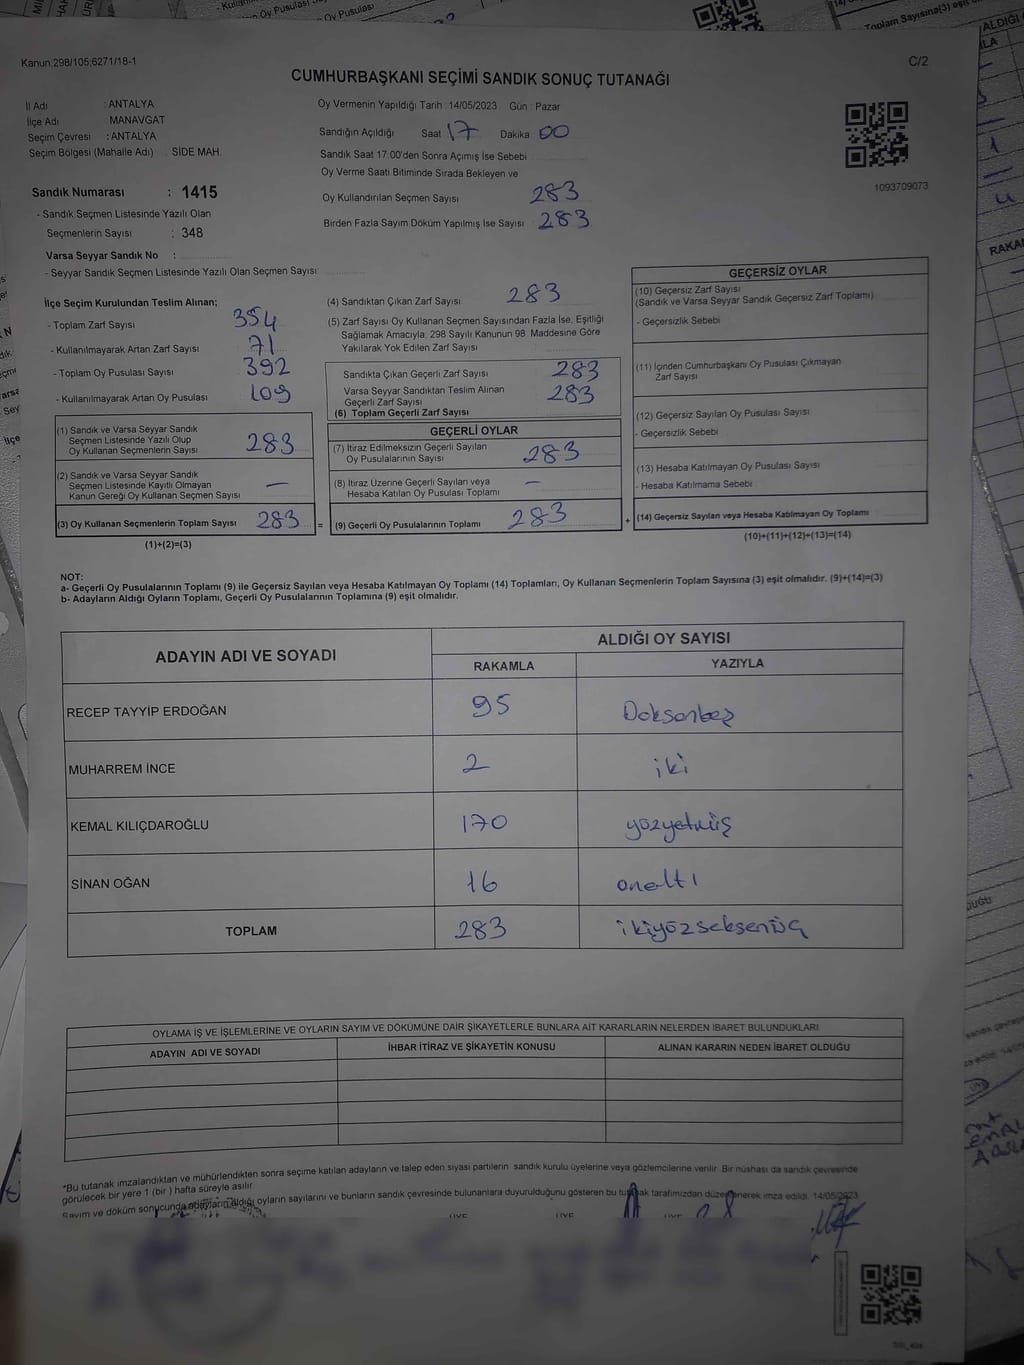 Kanun;298/105;6271/18-1
C/2
CUMHURBAŞKANI SEÇİMİ SANDIK SONUÇ TUTANAĞI
İl Adı : ANTALYA
İlçe Adı : MANAVGAT
Seçim Çevresi : ANTALYA
Seçim Bölgesi (Mahalle Adı) : SİDE MAH.
Sandık Numarası : 1415
- Sandık Seçmen Listesinde Yazılı Olan
Seçmenlerin Sayısı : 348
Varsa Seyyar Sandık No :
- Seyyar Sandık Seçmen Listesinde Yazılı Olan Seçmen Sayısı:
Oy Vermenin Yapıldığı Tarih : 14/05/2023 Gün : Pazar
Sandığın Açıldığı Saat 17 Dakika 00
Sandık Saat 17:00'den Sonra Açmış İse Sebebi
Oy Verme Saati Bitiminde Sırada Bekleyen ve
Oy Kullandırılan Seçmen Sayısı 283
Birden Fazla Sayım Döküm Yapılmış İse Sayısı 283
1093709073
İlçe Seçim Kurulundan Teslim Alınan;
- Toplam Zarf Sayısı 354
- Kullanılmayarak Artan Zarf Sayısı 71
- Toplam Oy Pusulası Sayısı 392
- Kullanılmayarak Artan Oy Pusulası 109
(1) Sandık ve Varsa Seyyar Sandık
Seçmen Listesinde Yazılı Olup
Oy Kullanan Seçmenlerin Sayısı 283
(2) Sandık ve Varsa Seyyar Sandık
Seçmen Listesinde Kayıtlı Olmayan
Kanun Gereği Oy Kullanan Seçmen Sayısı —
(3) Oy Kullanan Seçmenlerin Toplam Sayısı 283 =
(1)+(2)=(3)
(4) Sandıktan Çıkan Zarf Sayısı 283
(5) Zarf Sayısı Oy Kullanan Seçmen Sayısından Fazla İse, Eşitliği
Sağlamak Amacıyla, 298 Sayılı Kanunun 98. Maddesine Göre
Yakılarak Yok Edilen Zarf Sayısı
Sandıkta Çıkan Geçerli Zarf Sayısı 283
Varsa Seyyar Sandıktan Teslim Alınan
Geçerli Zarf Sayısı 283
(6) Toplam Geçerli Zarf Sayısı
GEÇERLİ OYLAR
(7) İtiraz Edilmeksizin Geçerli Sayılan
Oy Pusulalarının Sayısı 283
(8) İtiraz Üzerine Geçerli Sayılan veya
Hesaba Katılan Oy Pusulası Toplamı —
(9) Geçerli Oy Pusulalarının Toplamı 283 +
GEÇERSİZ OYLAR
(10) Geçersiz Zarf Sayısı
(Sandık ve Varsa Seyyar Sandık Geçersiz Zarf Toplamı)
- Geçersizlik Sebebi
(11) İçinden Cumhurbaşkanı Oy Pusulası Çıkmayan
Zarf Sayısı
(12) Geçersiz Sayılan Oy Pusulası Sayısı
- Geçersizlik Sebebi
(13) Hesaba Katılmayan Oy Pusulası Sayısı
- Hesaba Katılmama Sebebi
(14) Geçersiz Sayılan veya Hesaba Katılmayan Oy Toplamı
(10)+(11)+(12)+(13)=(14)
NOT:
a- Geçerli Oy Pusulalarının Toplamı (9) ile Geçersiz Sayılan veya Hesaba Katılmayan Oy Toplamı (14) Toplamları, Oy Kullanan Seçmenlerin Toplam Sayısına (3) eşit olmalıdır. (9)+(14)=(3)
b- Adayların Aldığı Oyların Toplamı, Geçerli Oy Pusulalarının Toplamına (9) eşit olmalıdır.
ADAYIN ADI VE SOYADI
ALDIĞI OY SAYISI
RAKAMLA YAZIYLA
RECEP TAYYİP ERDOĞAN 95 Doksanbeş
MUHARREM İNCE 2 iki
KEMAL KILIÇDAROĞLU 170 yüzyetmiş
SİNAN OĞAN 16 onaltı
TOPLAM 283 ikiyüzseksenüç
OYLAMA İŞ VE İŞLEMLERİNE VE OYLARIN SAYIM VE DÖKÜMÜNE DAİR ŞİKAYETLERLE BUNLARA AİT KARARLARIN NELERDEN İBARET BULUNDUKLARI
ADAYIN ADI VE SOYADI İHBAR İTİRAZ VE ŞİKAYETİN KONUSU ALINAN KARARIN NEDEN İBARET OLDUĞU
*Bu tutanak imzalandıktan ve mühürlendikten sonra seçime katılan adayların ve talep eden siyasi partilerin sandık kurulu üyelerine veya gözlemcilerine verilir. Bir nüshası da sandık çevresinde
görülecek bir yere 1 (bir ) hafta süreyle asılır.
Sayım ve döküm sonucunda adayların aldığı oyların sayılarını ve bunların sandık çevresinde bulunanlara duyurulduğunu gösteren bu tutanak tarafımızdan düzenlenerek imza edildi. 14/05/2023
ÜYE ÜYE ÜYE